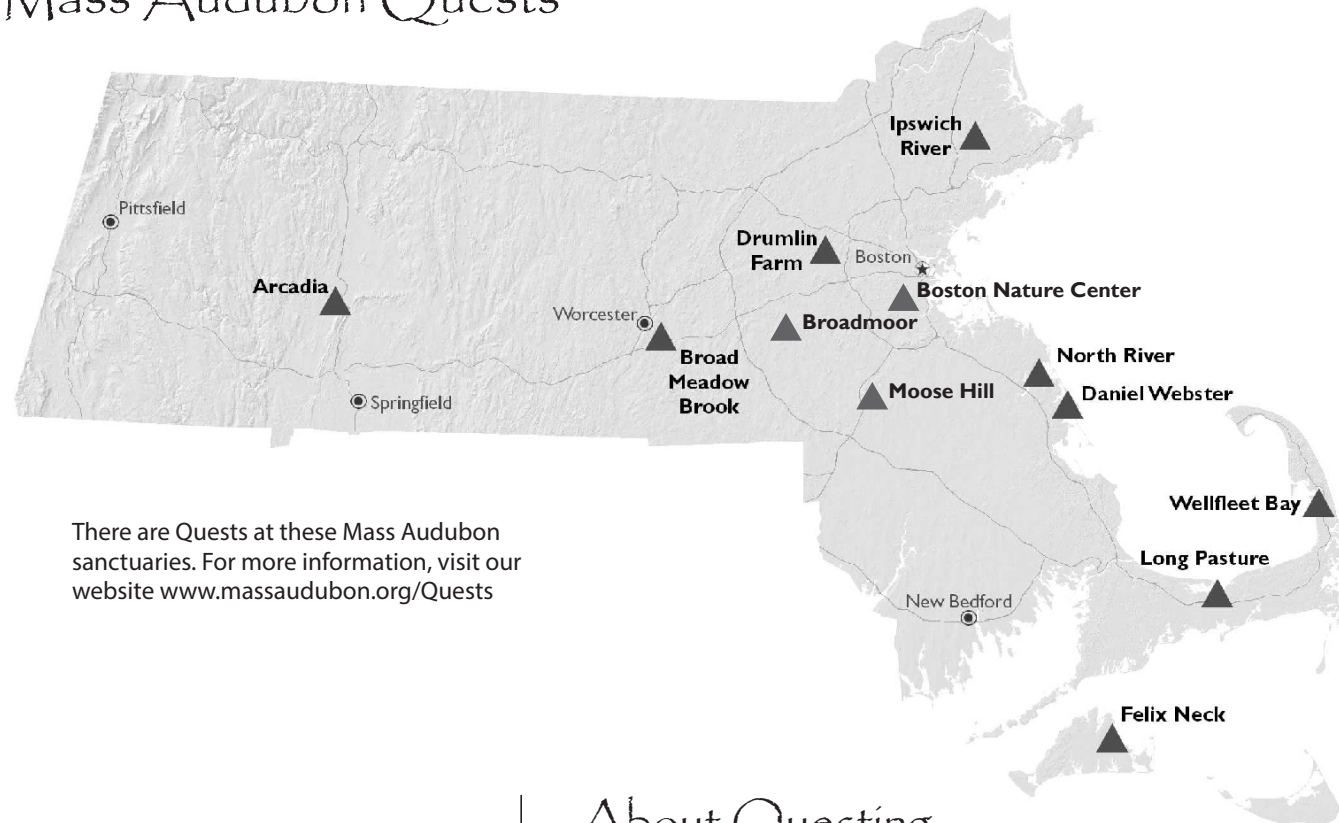 Mass Audubon Quests
Ipswich
River
Pittsfield
Drumlin
Farm
Boston
Arcadia
Boston Nature Center
Worcester
Broadmoor
Broad
Meadow
Brook
North River
Springfield
Moose Hill
Daniel Webster
Wellfleet Bay
There are Quests at these Mass Audubon
sanctuaries. For more information, visit our
website www.massaudubon.org/Quests
Long Pasture
New Bedford
Felix Neck
About Questing